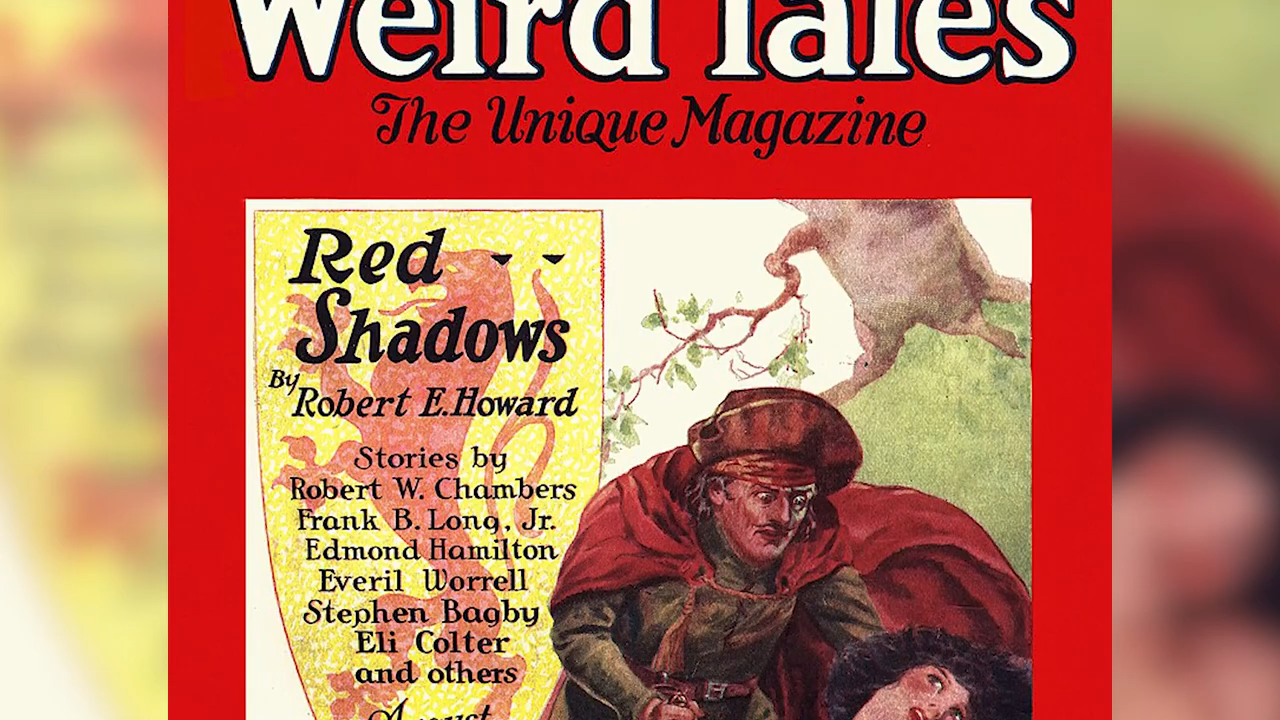 Weird Tales
The Unique Magazine
Red --
Shadows
By
Robert E. Howard
Stories by
Robert W. Chambers
Frank B. Long, Jr.
Edmond Hamilton
Everil Worrell
Stephen Bagby
Eli Colter
and others
August